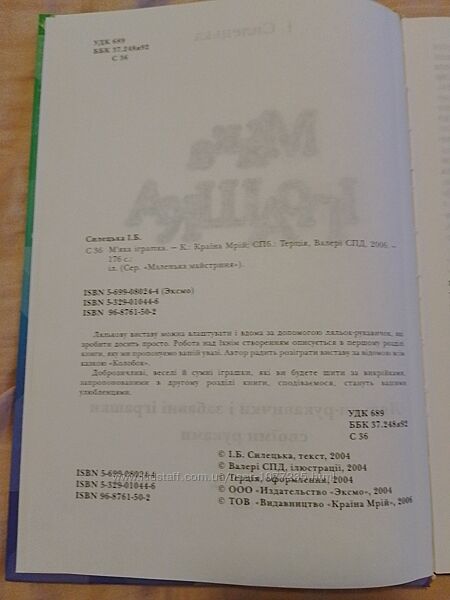 УДК 689
ББК 37.248я92
С 36
Силецька І.Б.
С 36 М'яка іграшка. – К.: Країна Мрій; СПб.: Терція, Валері СПД, 2006. –
176 с.:
іл. (Сер. «Маленька майстриня»).
ISBN 5-699-08024-4 (Эксмо)
ISBN 5-329-01044-6
ISBN 96-8761-50-2
Лялькову виставу можна влаштувати і вдома за допомогою ляльок-рукавичок, що
зробити досить просто. Робота над їхнім створенням описується в першому розділі
книги, яку ми пропонуємо вашій увазі. Автор радить розіграти виставу за відомою всім
казкою «Колобок».
Доброзичливі, веселі й сумні іграшки, які ви будете шити за викрійками,
запропонованими в другому розділі книги, сподіваємося, стануть вашими
улюбленцями.
УДК 689
ББК 37.248я92
С 36
ISBN 5-699-08024-4
ISBN 5-329-01044-6
ISBN 96-8761-50-2
© І.Б. Силецька, текст, 2004
© Валері СПД, ілюстрації, 2004
© Терція, оформлення, 2004
© ООО «Издательство «Эксмо», 2004
© ТОВ «Видавництво «Країна Мрій», 2006